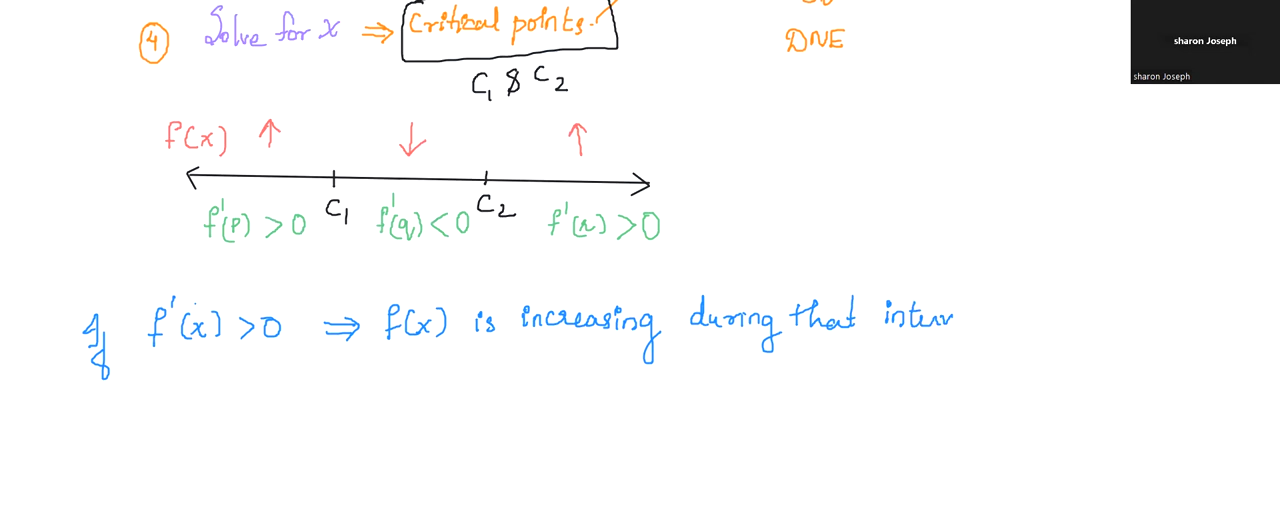 ④ Solve for x ⇒ Critical points.
DNE
sharon Joseph
sharon Joseph
C₁ & C₂
f(x) ↑ ↓ ↑
f'(p) > 0 C₁ f'(q) < 0 C₂ f'(r) > 0
If f'(x) > 0 ⇒ f(x) is increasing during that interv